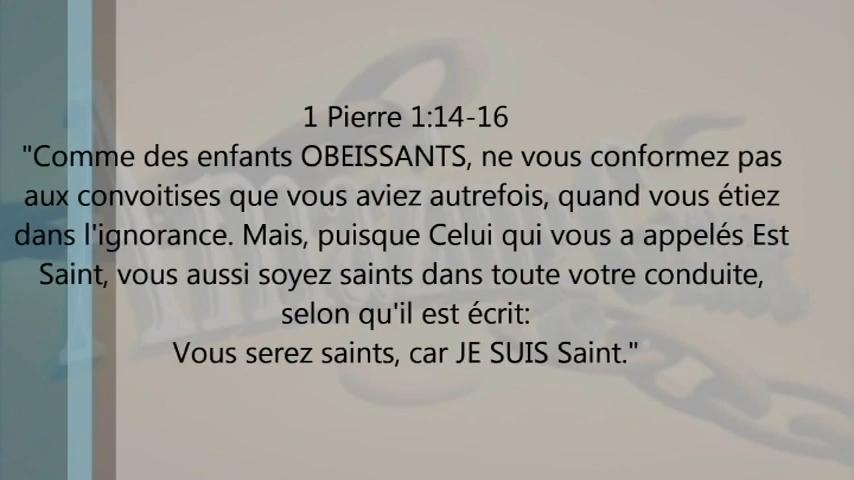 1 Pierre 1:14-16
"Comme des enfants OBEISSANTS, ne vous conformez pas
aux convoitises que vous aviez autrefois, quand vous étiez
dans l'ignorance. Mais, puisque Celui qui vous a appelés Est
Saint, vous aussi soyez saints dans toute votre conduite,
selon qu'il est écrit:
Vous serez saints, car JE SUIS Saint."